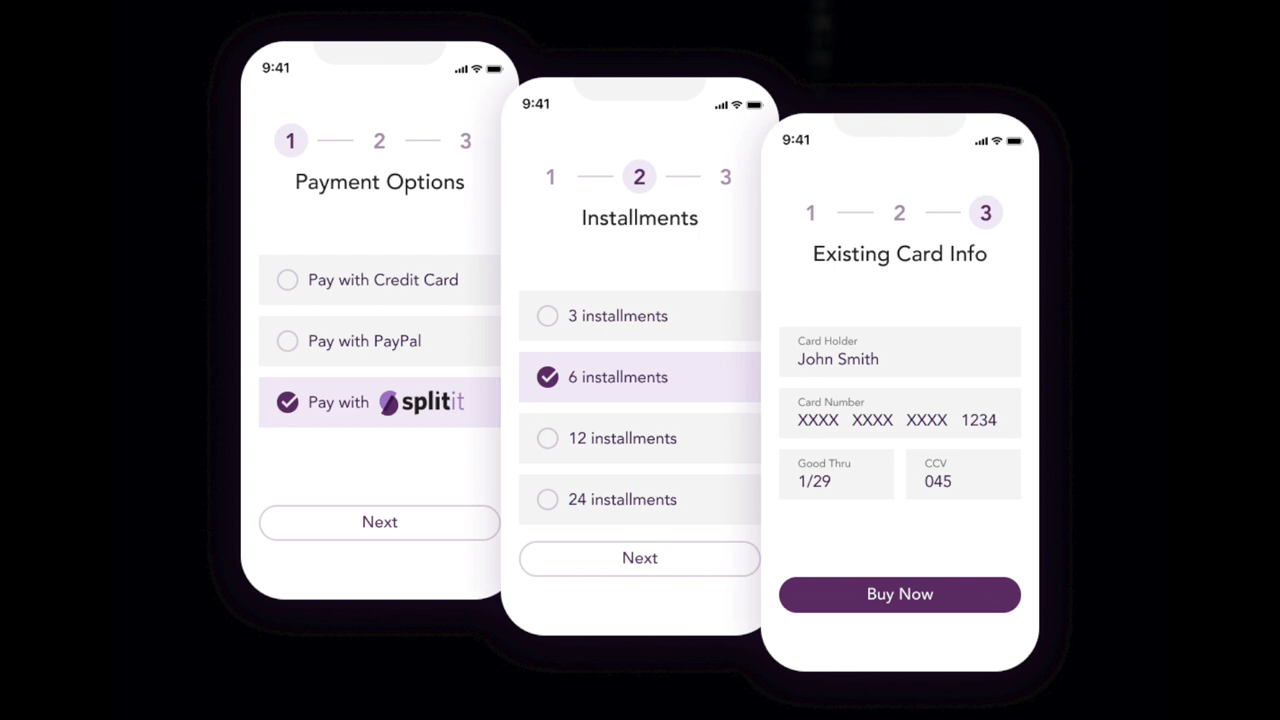 9:41
1 2 3
Payment Options
Pay with Credit Card
Pay with PayPal
Pay with splitit
Next
9:41
1 2 3
Installments
3 installments
6 installments
12 installments
24 installments
Next
9:41
1 2 3
Existing Card Info
Card Holder
John Smith
Card Number
XXXX XXXX XXXX 1234
Good Thru
1/29
CCV
045
Buy Now